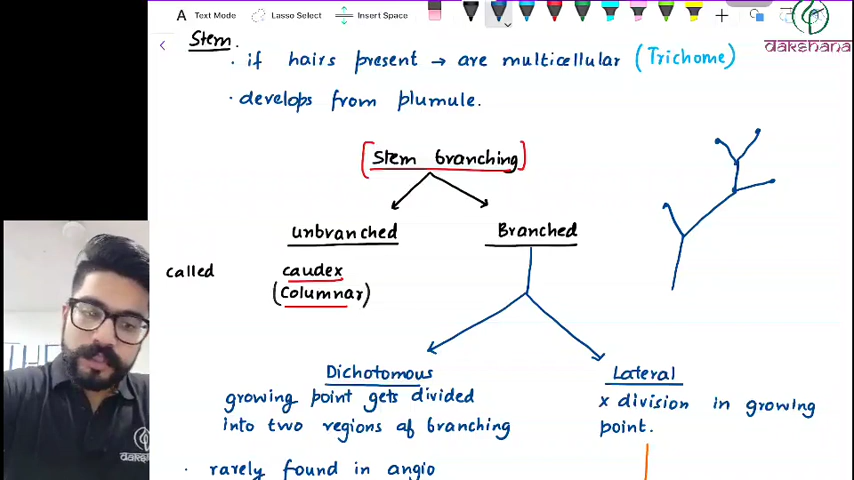 A Text Mode Lasso Select Insert Space
dakshana
Stem.
· if hairs present → are multicellular (Trichome)
· develops from plumule.
[Stem branching]
unbranched Branched
called caudex
(Columnar)
Dichotomous Lateral
growing point gets divided x division in growing
into two regions of branching point.
· rarely found in angio